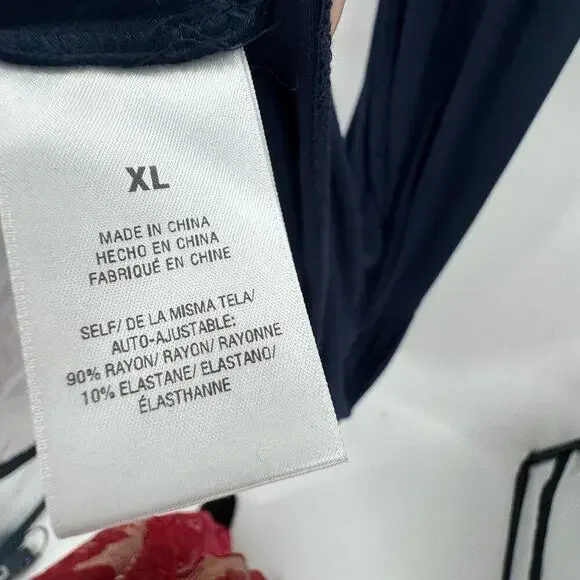 XL
MADE IN CHINA
HECHO EN CHINA
FABRIQUÉ EN CHINE
SELF/ DE LA MISMA TELA/
AUTO-AJUSTABLE:
90% RAYON/ RAYON/ RAYONNE
10% ELASTANE/ ELASTANO/
ÉLASTHANNE